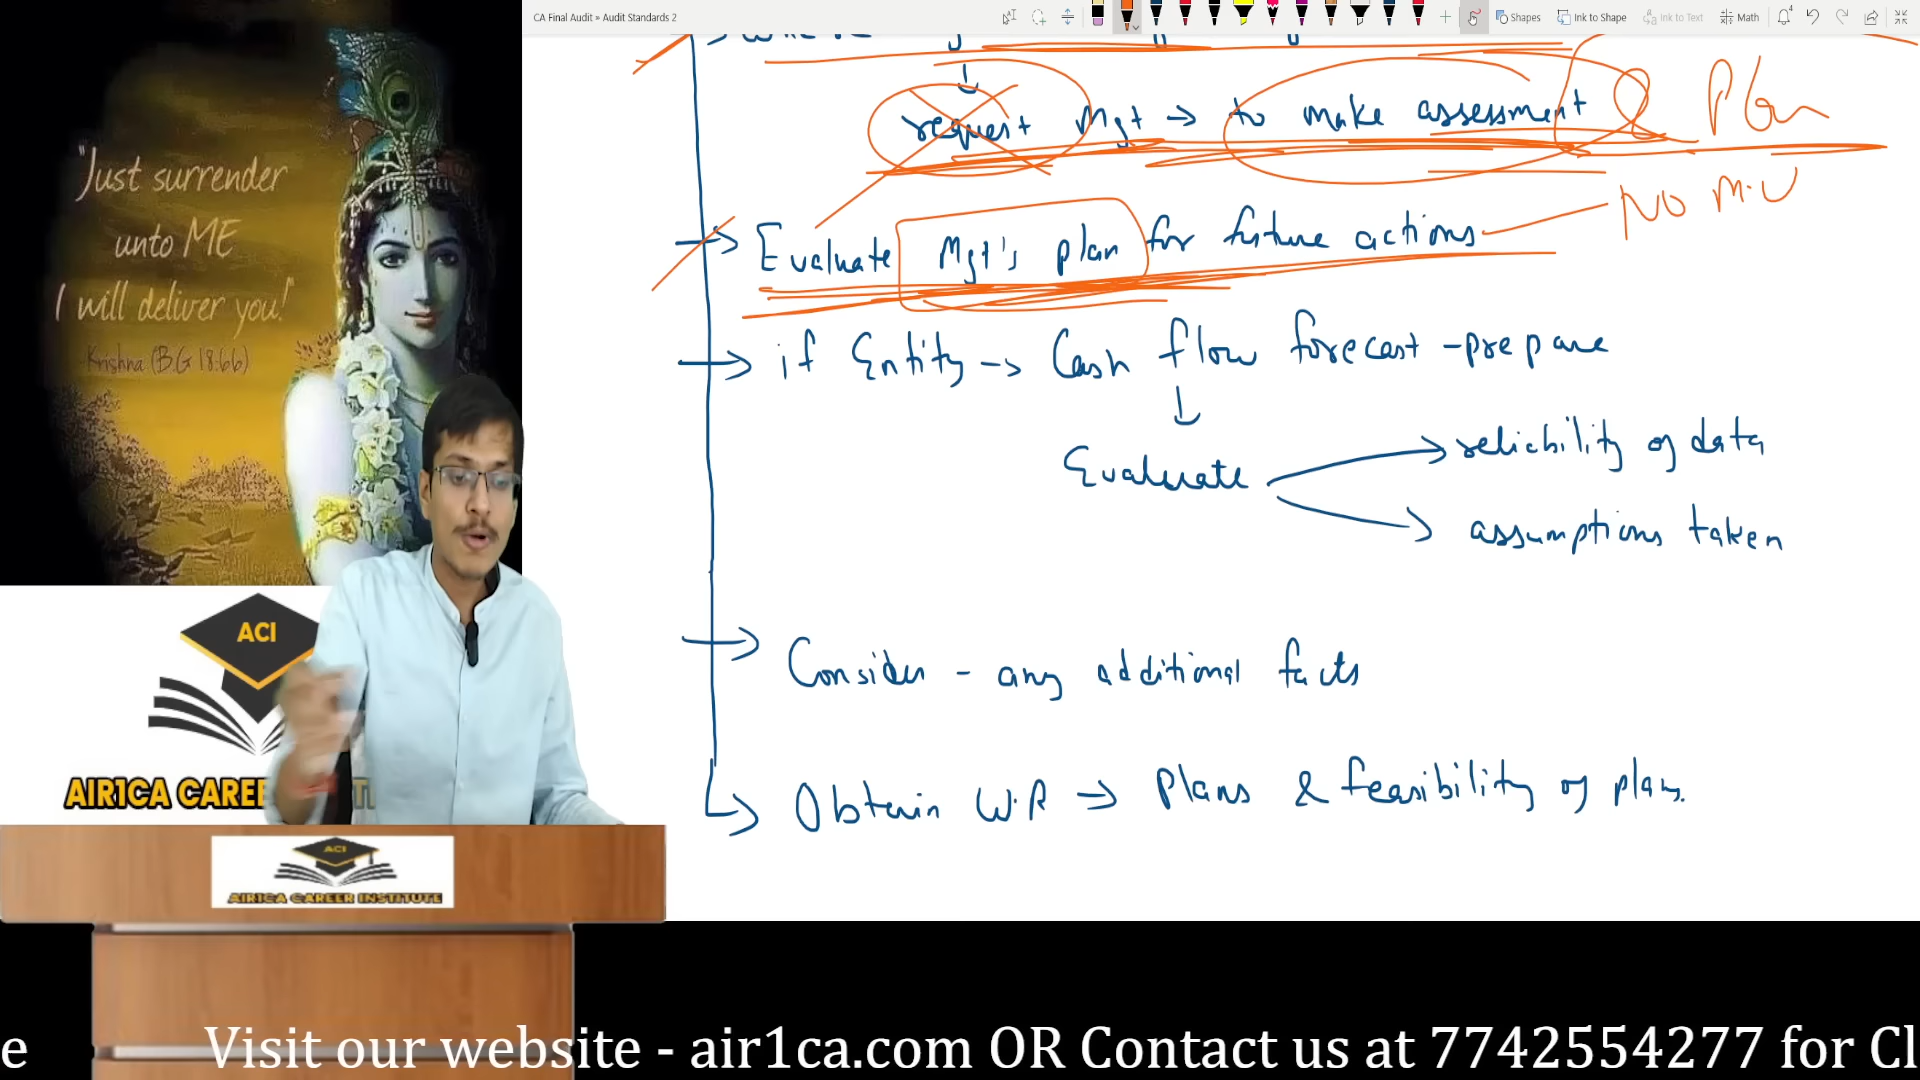 CA Final Audit » Audit Standards 2
Shapes
Ink to Shape
Ink to Text
Math
request Mgt → to make assessment & Plan
No M.U
→ Evaluate Mgt's plan for future actions
→ if Entity → Cash flow forecast - prepare
↓
Evaluate
→ reliability of data
→ assumptions taken
→ Consider - any additional facts
→ Obtain W.R → Plans & feasibility of plans.
"Just surrender
unto ME
I will deliver you!"
- Krishna (B.G 18:66)
ACI
AIR1CA CAREE
ACI
AIR1CA CAREER INSTITUTE
e Visit our website - air1ca.com OR Contact us at 7742554277 for Cl